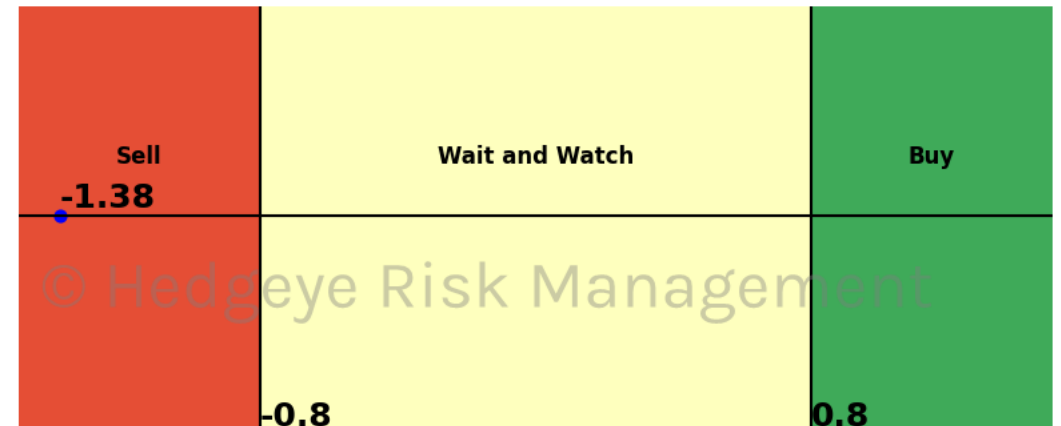 Sell
Wait and Watch
Buy
-1.38
© Hedgeye Risk Management
-0.8
0.8